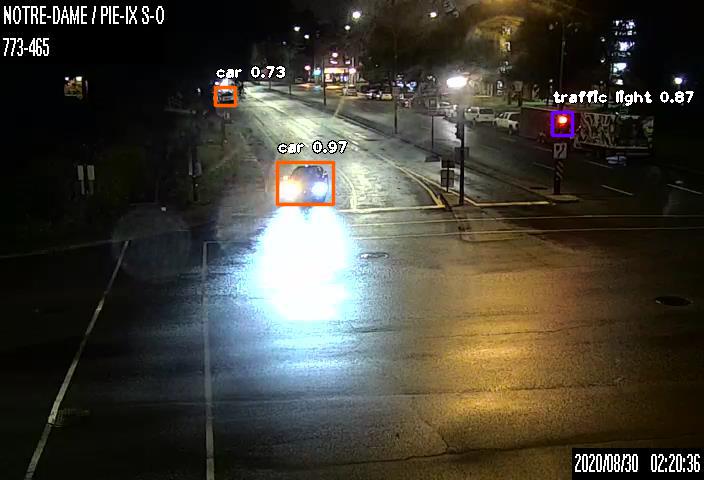 NOTRE-DAME / PIE-IX S-O
773-465
car 0.73
traffic light 0.87
car 0.97
2020/08/30 02:20:36